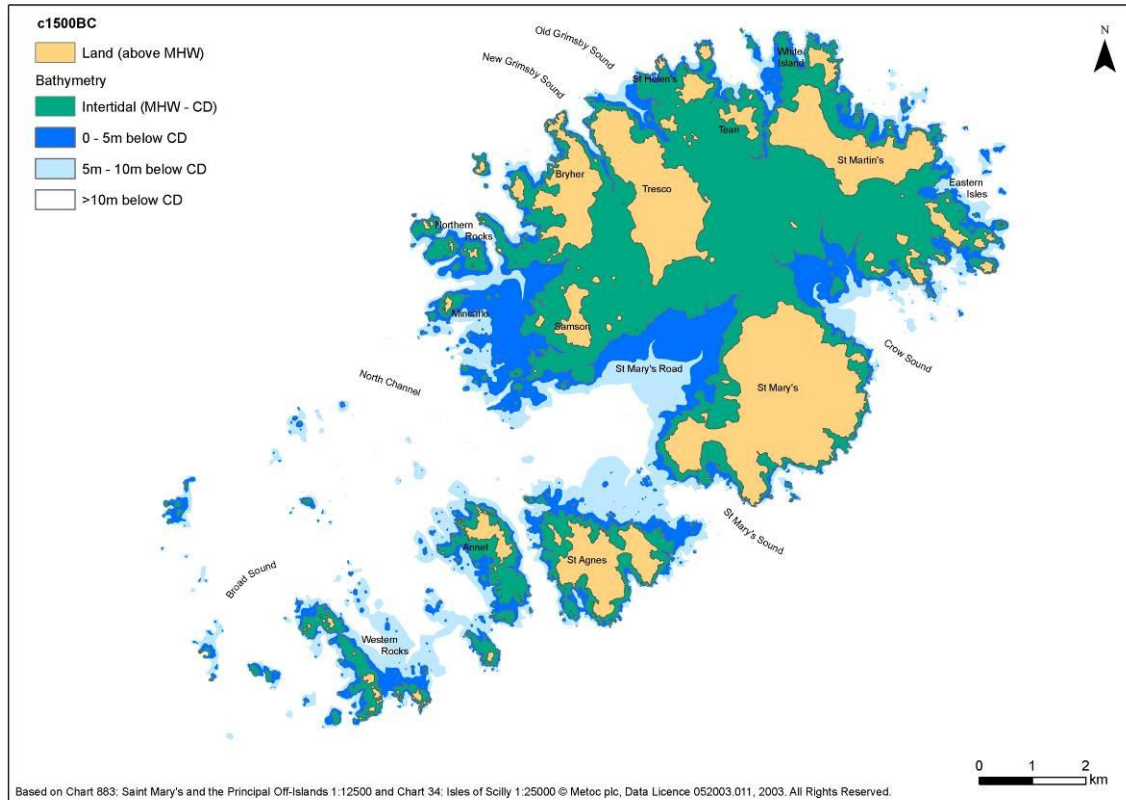 c1500BC
Land (above MHW)
Bathymetry
Intertidal (MHW - CD)
0 - 5m below CD
5m - 10m below CD
>10m below CD
N
Old Grimsby Sound
New Grimsby Sound
White
Island
St Helen's
Tean
St Martin's
Bryher
Tresco
Eastern
Isles
Northern
Rocks
Mincarlo
Samson
St Mary's Road
Crow Sound
North Channel
St Mary's
St Mary's Sound
Annet
St Agnes
Broad Sound
Western
Rocks
0 1 2
km
Based on Chart 883: Saint Mary's and the Principal Off-Islands 1:12500 and Chart 34: Isles of Scilly 1:25000 © Metoc plc, Data Licence 052003.011, 2003. All Rights Reserved.